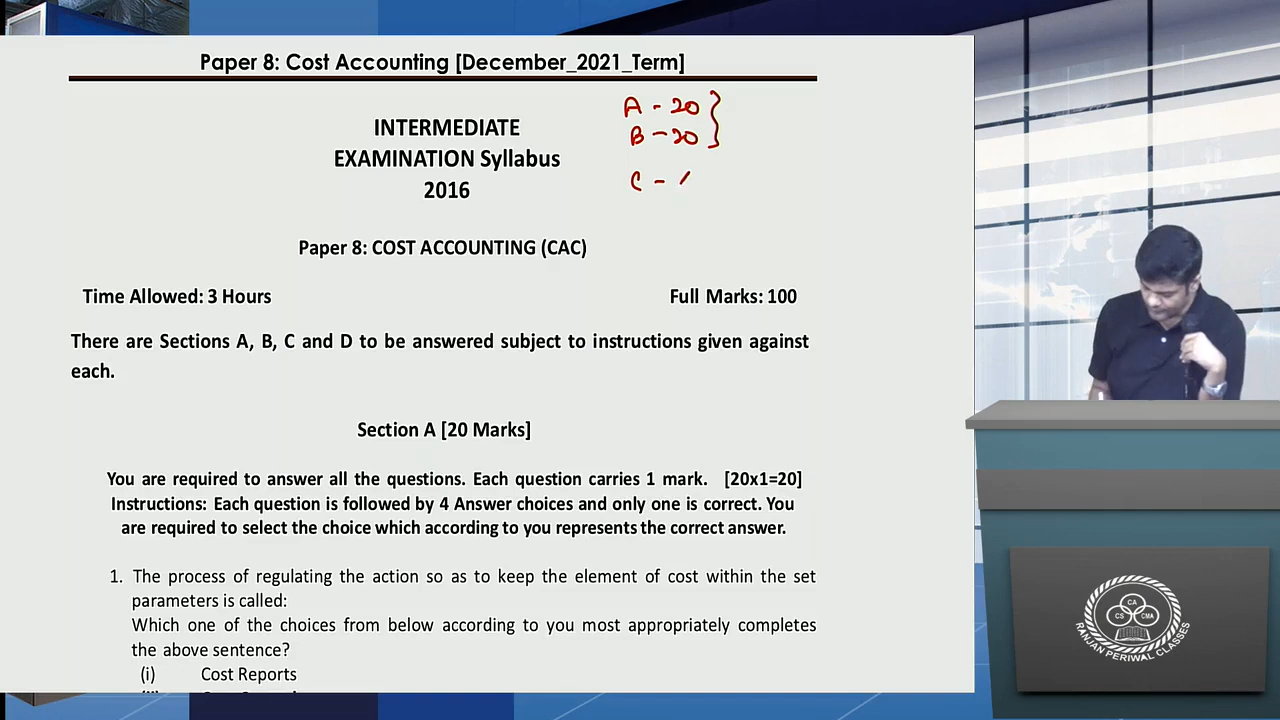 Paper 8: Cost Accounting [December_2021_Term]
A - 20
B - 20
C -
INTERMEDIATE
EXAMINATION Syllabus
2016
Paper 8: COST ACCOUNTING (CAC)
Time Allowed: 3 Hours
Full Marks: 100
There are Sections A, B, C and D to be answered subject to instructions given against
each.
Section A [20 Marks]
You are required to answer all the questions. Each question carries 1 mark. [20x1=20]
Instructions: Each question is followed by 4 Answer choices and only one is correct. You
are required to select the choice which according to you represents the correct answer.
1. The process of regulating the action so as to keep the element of cost within the set
parameters is called:
Which one of the choices from below according to you most appropriately completes
the above sentence?
(i) Cost Reports
CA
CS
CMA
RANJAN PERIWAL CLASSES